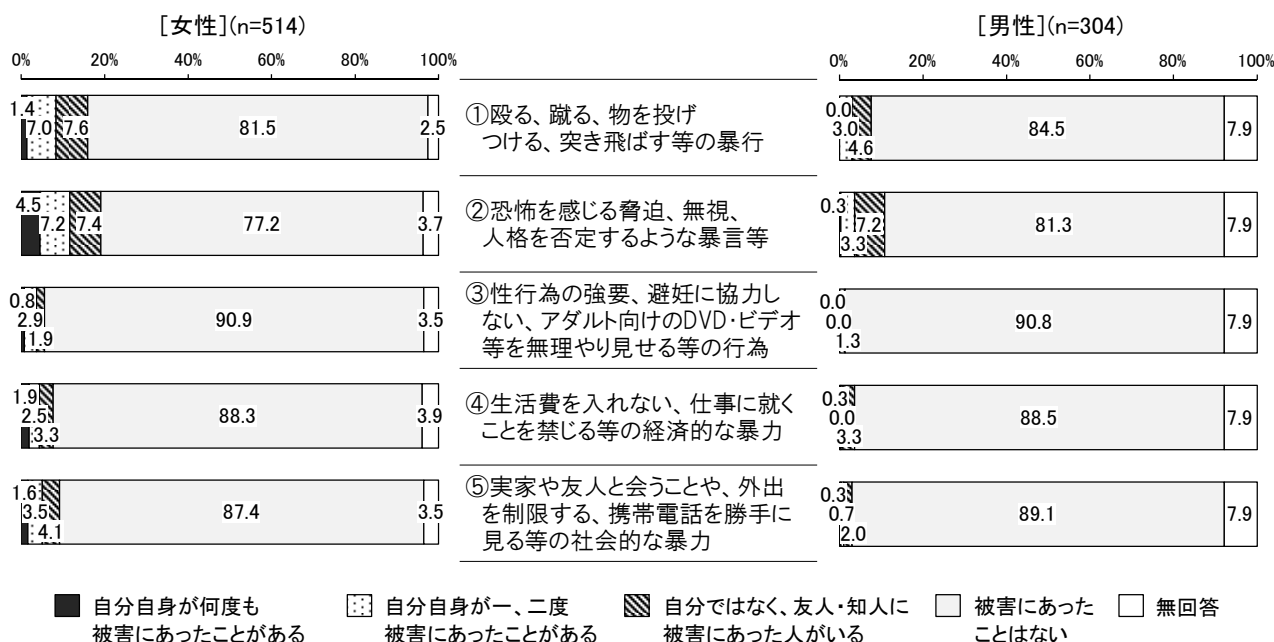 [女性](n=514)
[男性](n=304)
0% 20% 40% 60% 80% 100%
0% 20% 40% 60% 80% 100%
1.4 7.0 7.6 81.5 2.5
①殴る、蹴る、物を投げ
つける、突き飛ばす等の暴行
0.0 3.0 4.6 84.5 7.9
4.5 7.2 7.4 77.2 3.7
②恐怖を感じる脅迫、無視、
人格を否定するような暴言等
0.3 3.3 7.2 81.3 7.9
0.8 2.9 1.9 90.9 3.5
③性行為の強要、避妊に協力し
ない、アダルト向けのDVD・ビデオ
等を無理やり見せる等の行為
0.0 0.0 1.3 90.8 7.9
1.9 2.5 3.3 88.3 3.9
④生活費を入れない、仕事に就く
ことを禁じる等の経済的な暴力
0.3 0.0 3.3 88.5 7.9
1.6 3.5 4.1 87.4 3.5
⑤実家や友人と会うことや、外出
を制限する、携帯電話を勝手に
見る等の社会的な暴力
0.3 0.7 2.0 89.1 7.9
自分自身が何度も
被害にあったことがある
自分自身が一、二度
被害にあったことがある
自分ではなく、友人・知人に
被害にあった人がいる
被害にあった
ことはない
無回答